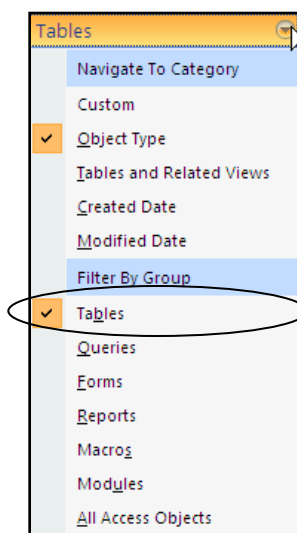 Tables
Navigate To Category
Custom
Object Type
Tables and Related Views
Created Date
Modified Date
Filter By Group
Tables
Queries
Forms
Reports
Macros
Modules
All Access Objects